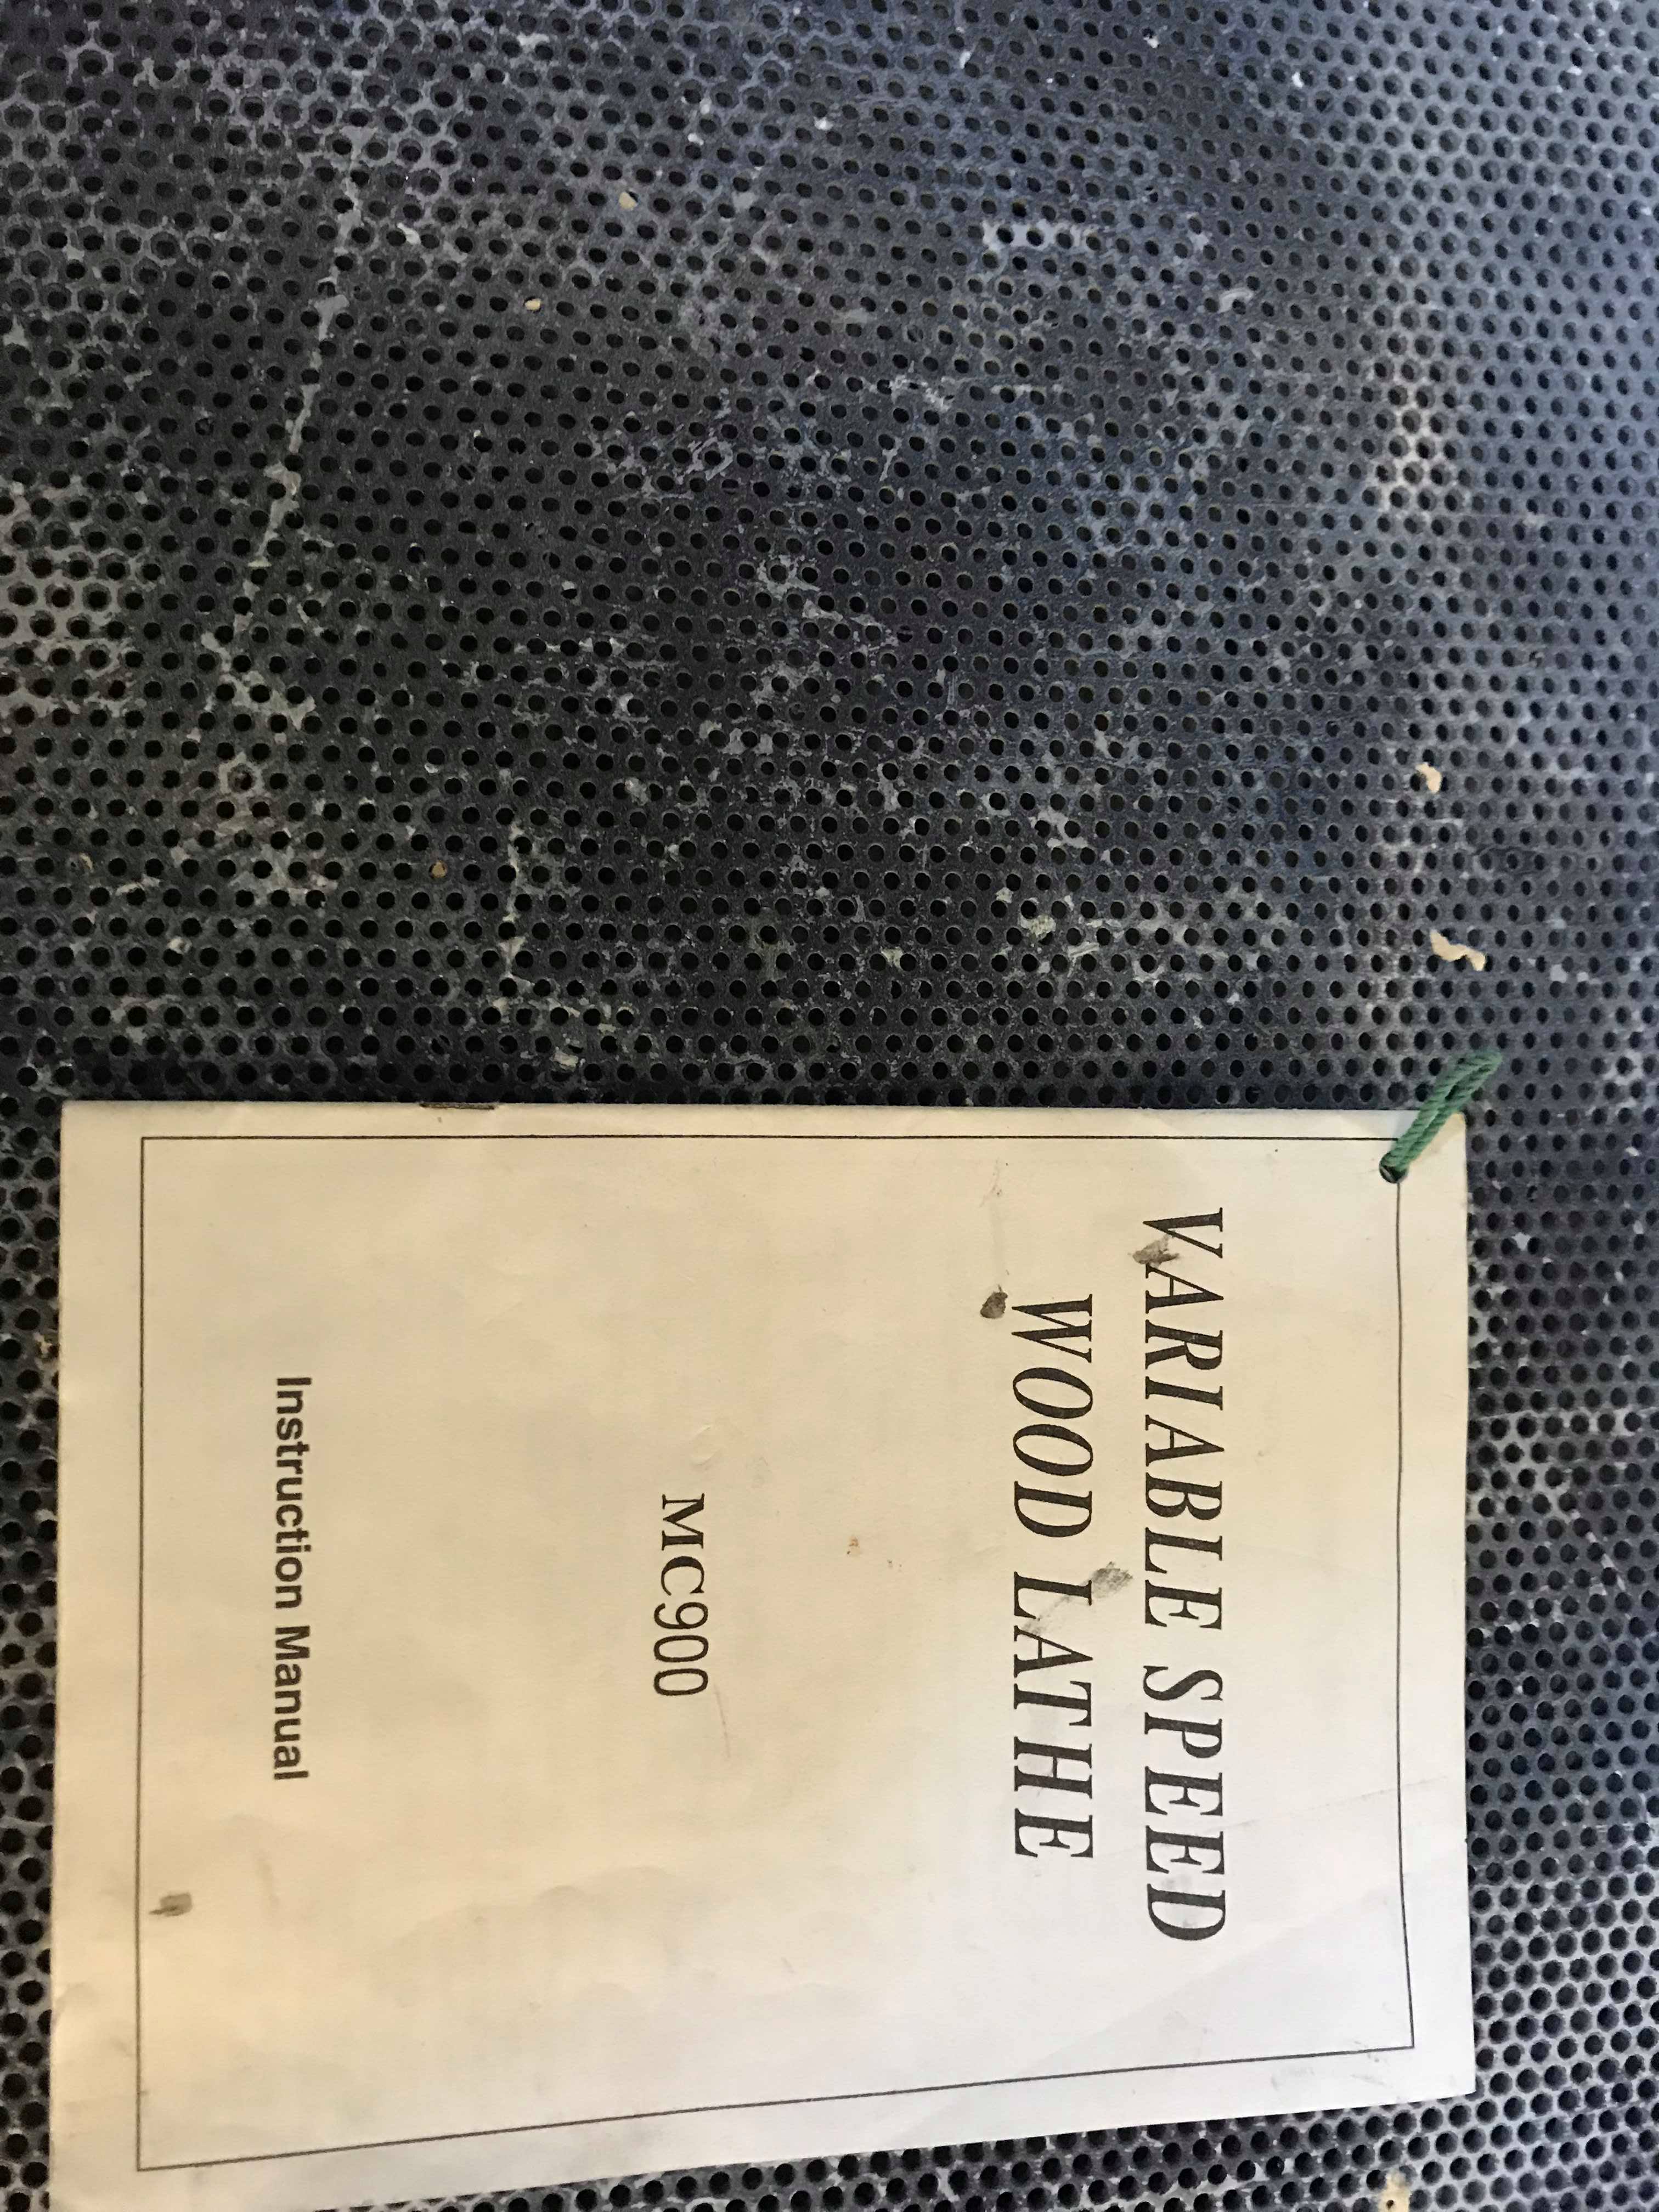 VARIABLE SPEED
WOOD LATHE
MC900
Instruction Manual